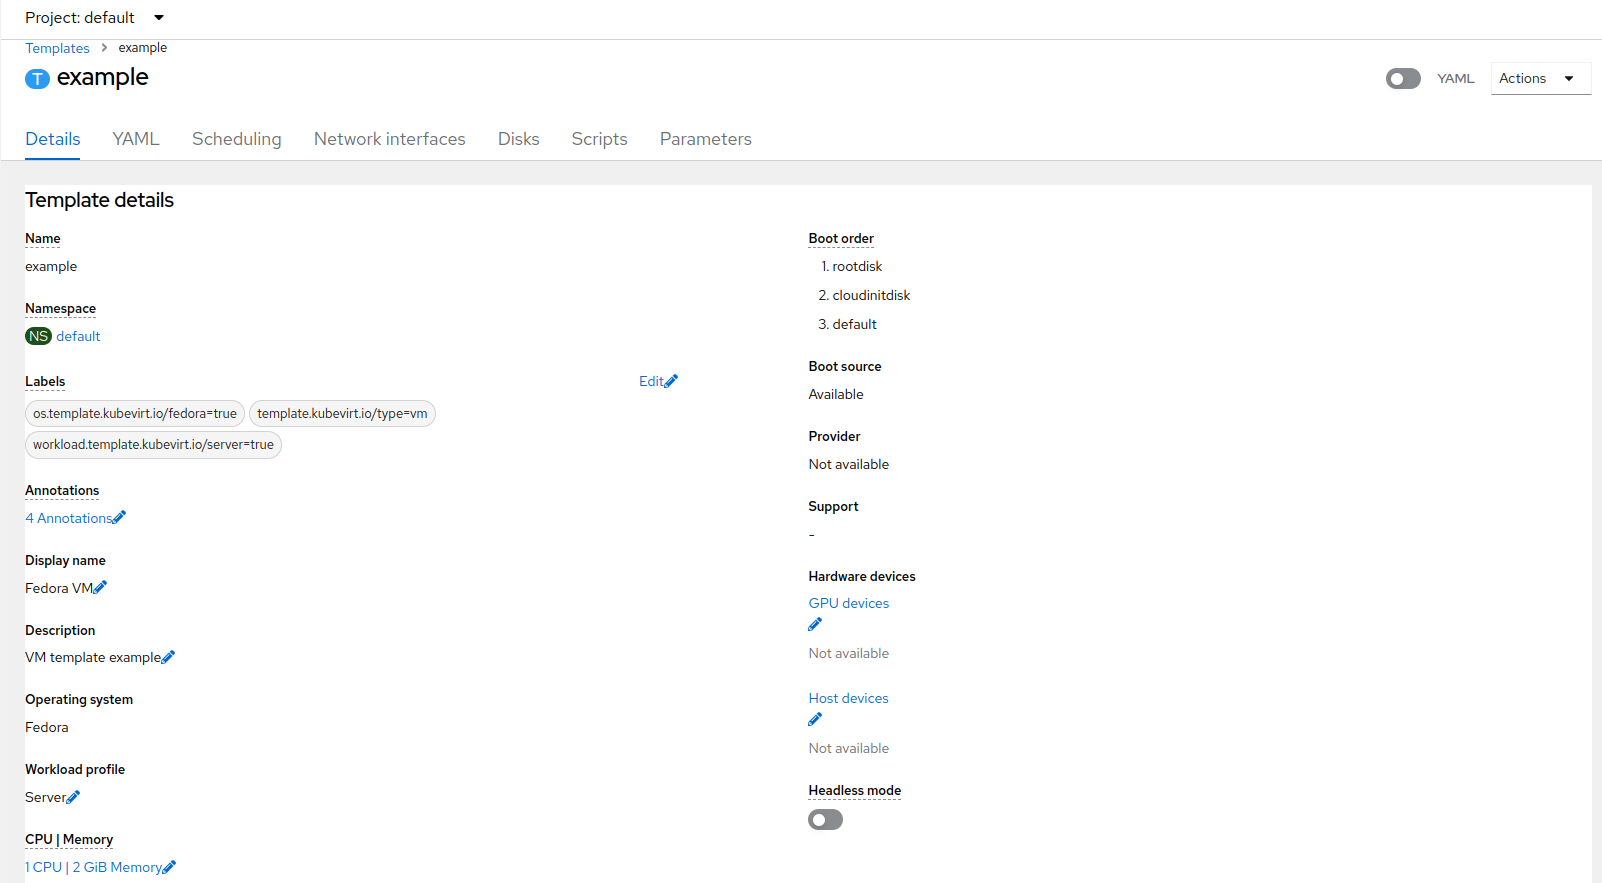 Project: default
Templates > example
T example
YAML
Actions
Details YAML Scheduling Network interfaces Disks Scripts Parameters
Template details
Name
example
Namespace
NS default
Labels
Edit
os.template.kubevirt.io/fedora=true template.kubevirt.io/type=vm
workload.template.kubevirt.io/server=true
Annotations
4 Annotations
Display name
Fedora VM
Description
VM template example
Operating system
Fedora
Workload profile
Server
CPU | Memory
1 CPU | 2 GiB Memory
Boot order
1. rootdisk
2. cloudinitdisk
3. default
Boot source
Available
Provider
Not available
Support
-
Hardware devices
GPU devices
Not available
Host devices
Not available
Headless mode